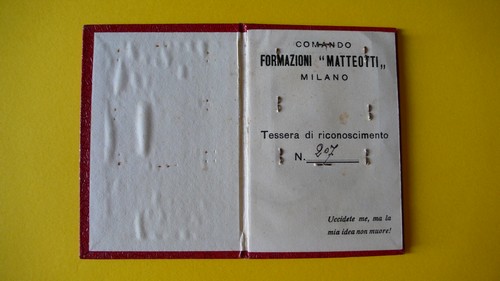 COMANDO
FORMAZIONI "MATTEOTTI„
MILANO
Tessera di riconoscimento
N. 207
Uccidete me, ma la
mia idea non muore!